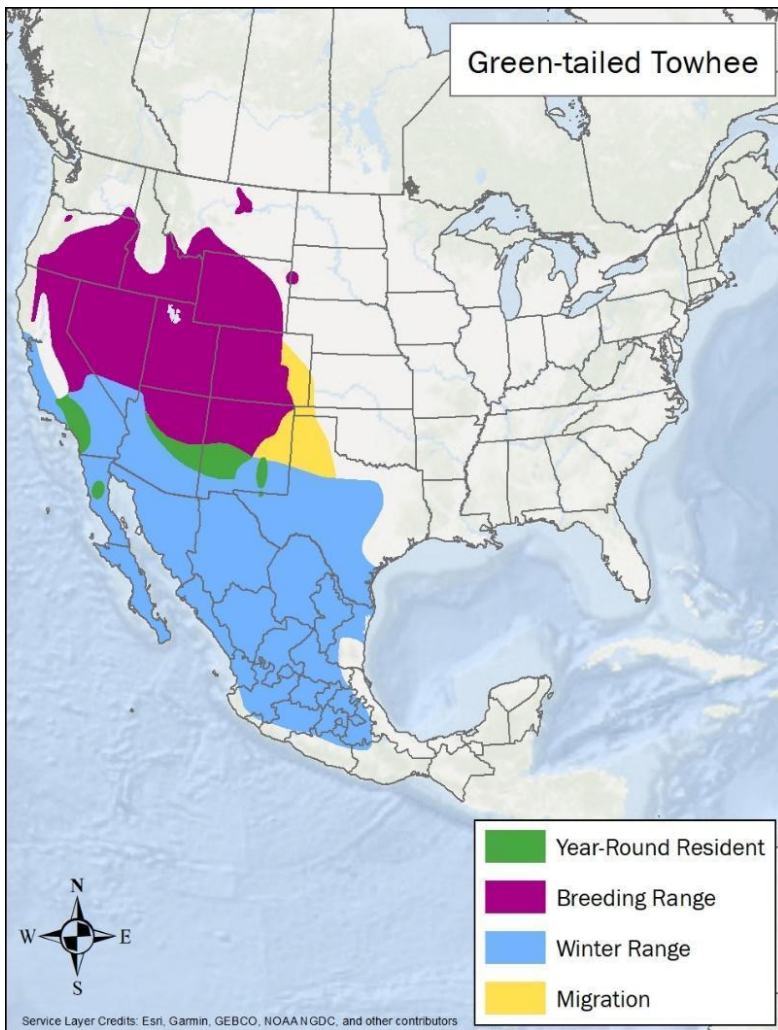 Green-tailed Towhee
Year-Round Resident
Breeding Range
Winter Range
Migration
N
W E
S
Service Layer Credits: Esri, Garmin, GEBCO, NOAA NGDC, and other contributors